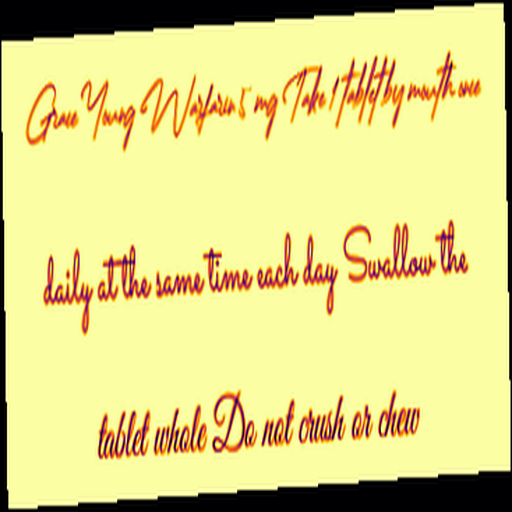 Grace Young Warfarin 5 mg Take 1 tablet by mouth once
daily at the same time each day Swallow the
tablet whole Do not crush or chew